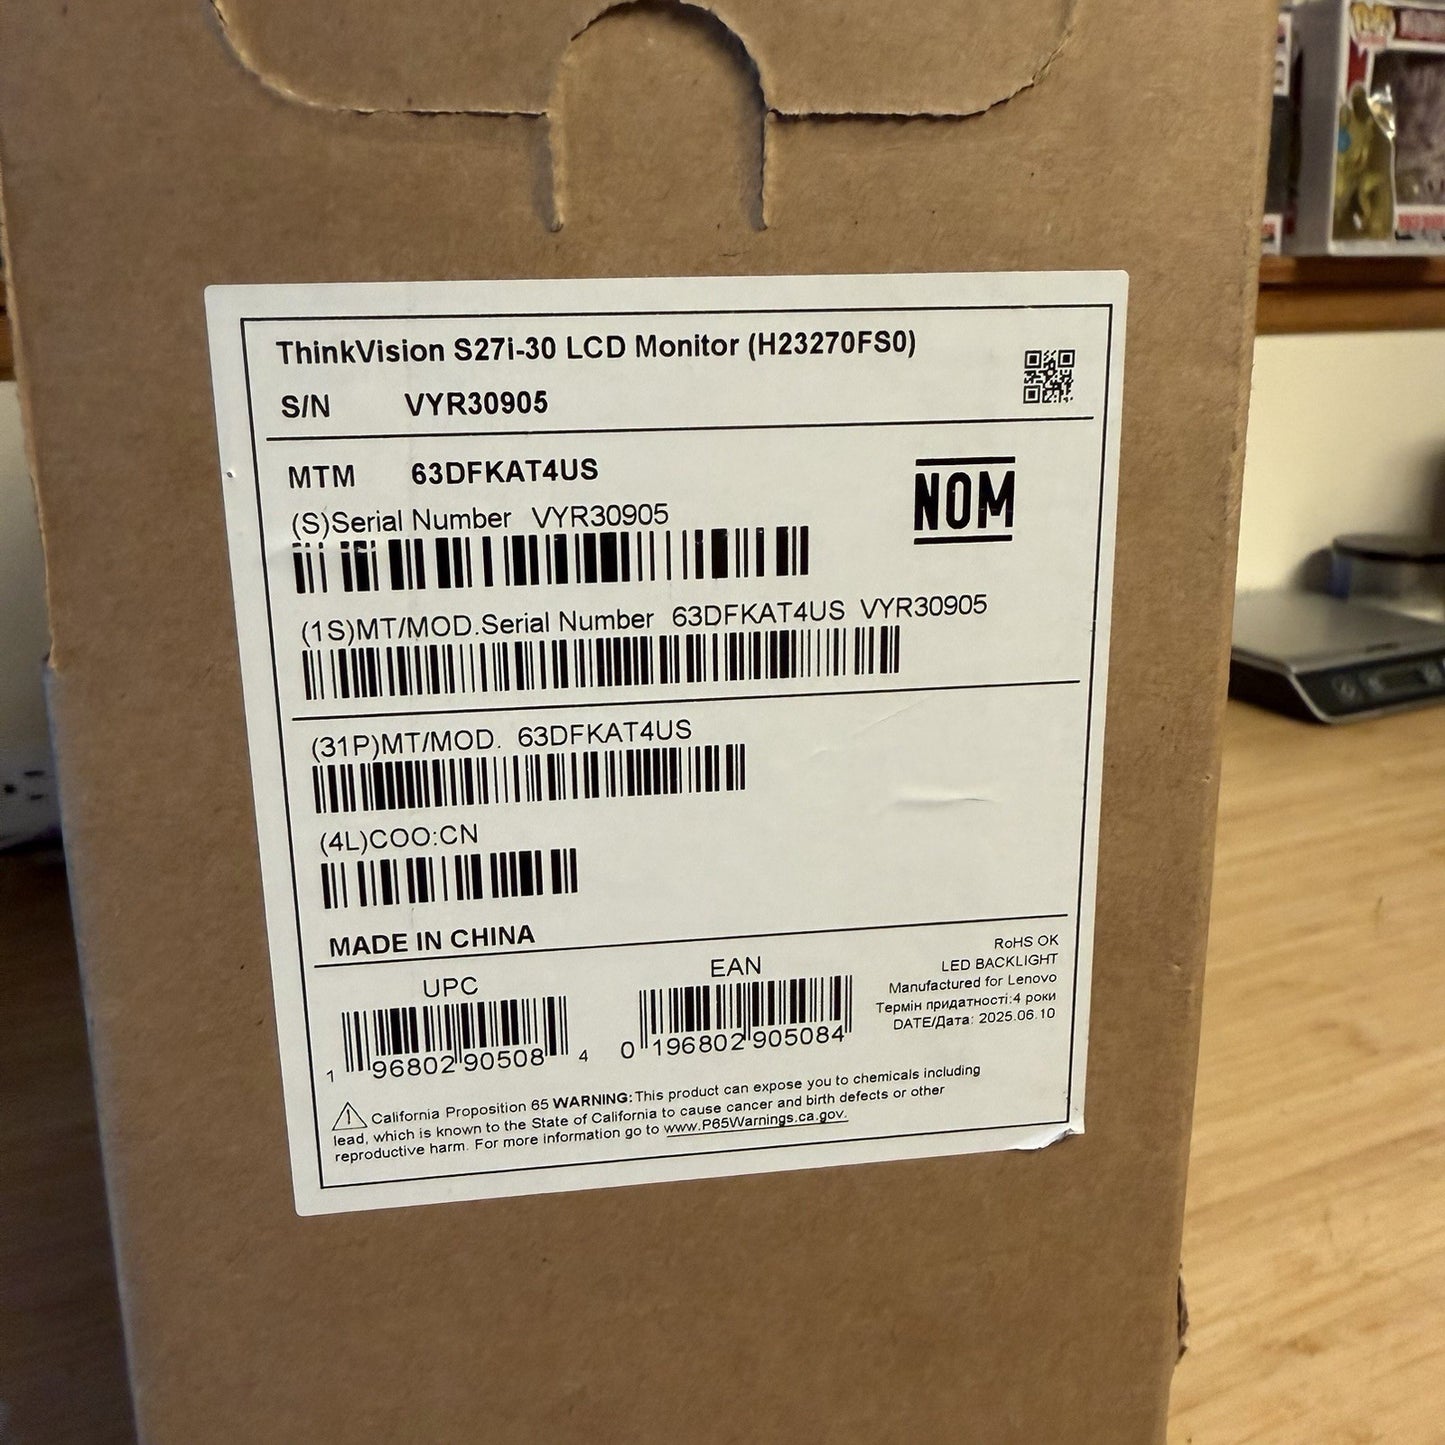 ThinkVision S27i-30 LCD Monitor (H23270FS0)
S/N VYR30905
MTM 63DFKAT4US
NOM
(S)Serial Number VYR30905
(1S)MT/MOD.Serial Number 63DFKAT4US VYR30905
(31P)MT/MOD. 63DFKAT4US
(4L)COO:CN
MADE IN CHINA
UPC
1 96802 90508 4
EAN
0 196802 905084
RoHS OK
LED BACKLIGHT
Manufactured for Lenovo
Термін придатності:4 роки
DATE/Дата: 2025.06.10
California Proposition 65 WARNING: This product can expose you to chemicals including
lead, which is known to the State of California to cause cancer and birth defects or other
reproductive harm. For more information go to www.P65Warnings.ca.gov.